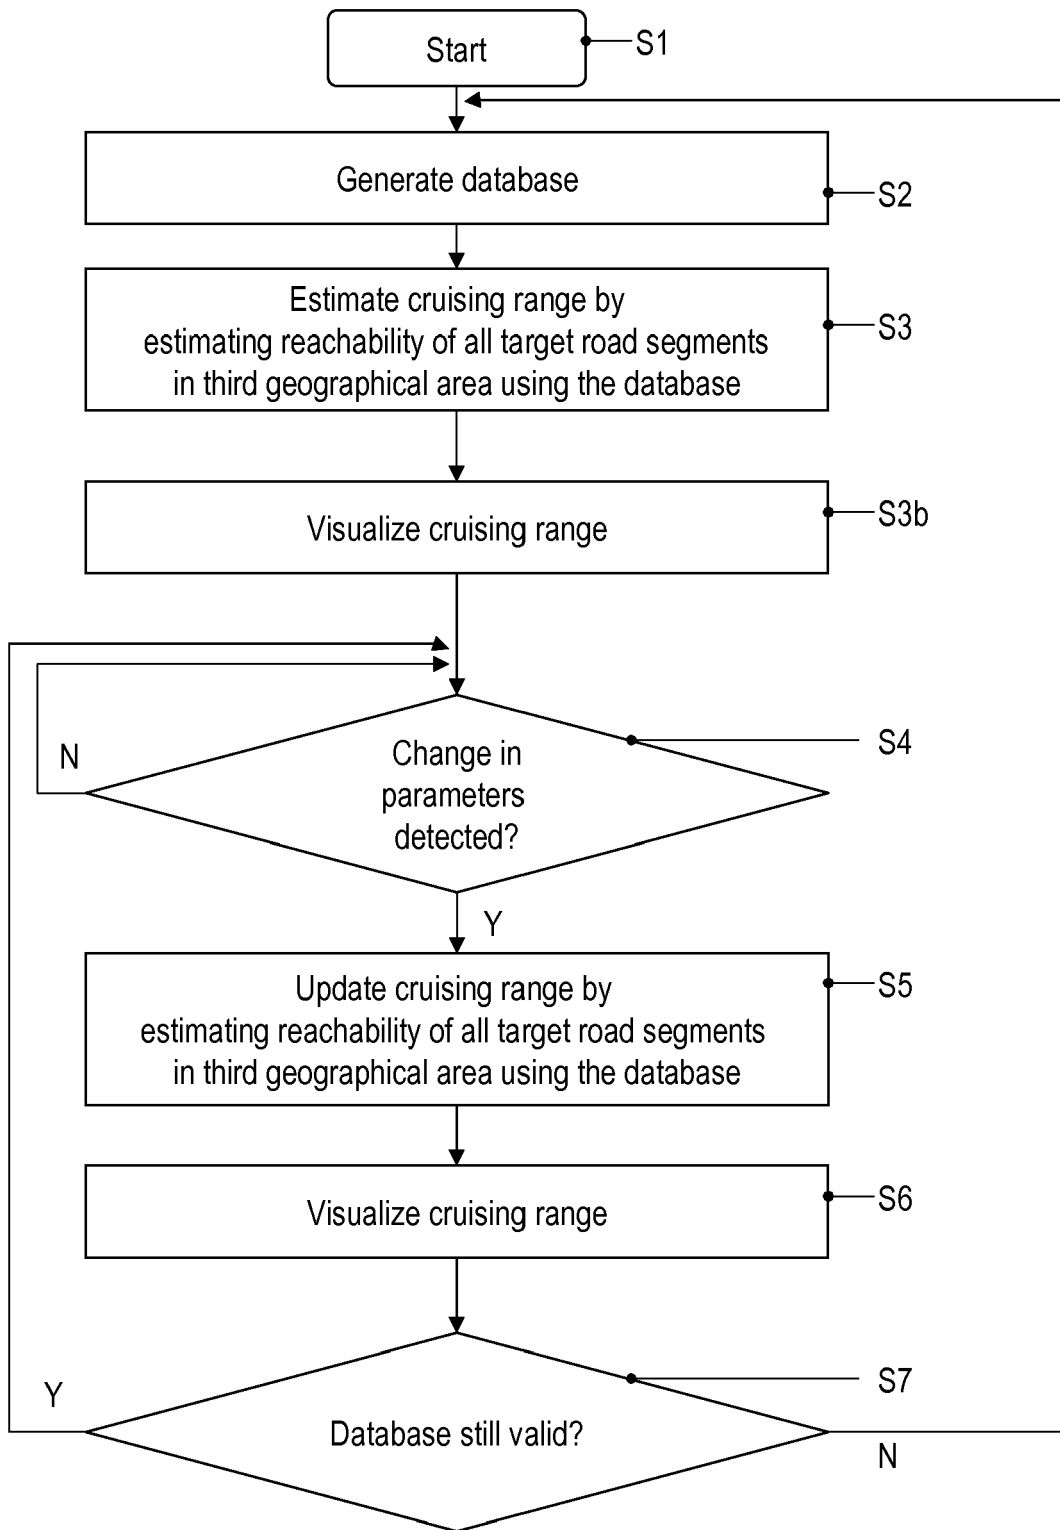 Start
S1
Generate database
S2
Estimate cruising range by
estimating reachability of all target road segments
in third geographical area using the database
S3
Visualize cruising range
S3b
Change in
parameters
detected?
S4
N
Y
Update cruising range by
estimating reachability of all target road segments
in third geographical area using the database
S5
Visualize cruising range
S6
Database still valid?
S7
Y
N